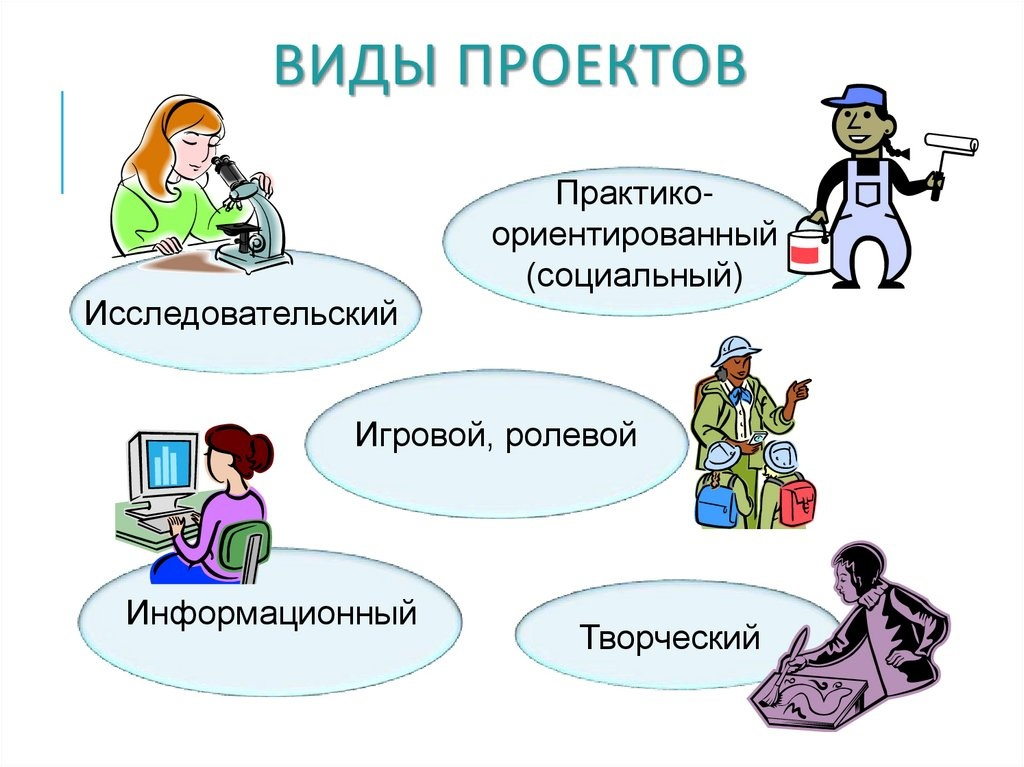 ВИДЫ ПРОЕКТОВ
Практико-
ориентированный
(социальный)
Исследовательский
Игровой, ролевой
Информационный
Творческий